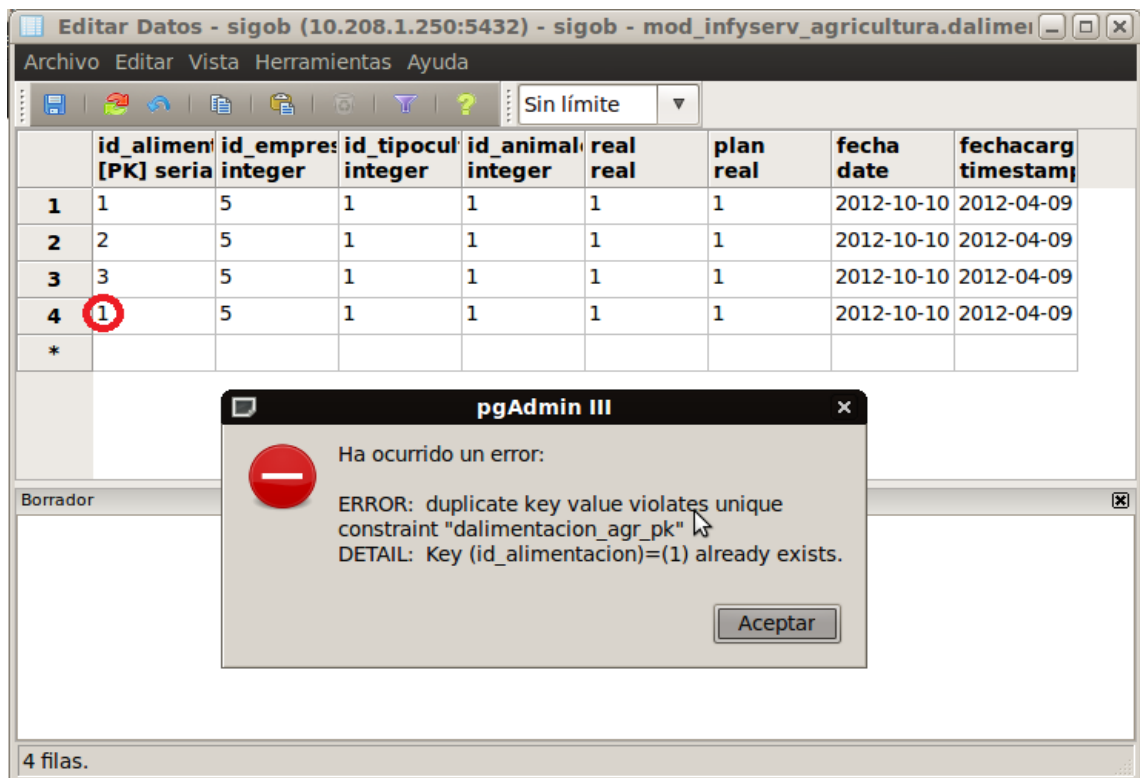 Editar Datos - sigob (10.208.1.250:5432) - sigob - mod_infyserv_agricultura.dalimen
Archivo Editar Vista Herramientas Ayuda
Sin límite
id_aliment id_empres id_tipocul id_animal real plan fecha fechacarg
[PK] seria integer integer integer real real date timestamp
1 1 5 1 1 1 1 2012-10-10 2012-04-09
2 2 5 1 1 1 1 2012-10-10 2012-04-09
3 3 5 1 1 1 1 2012-10-10 2012-04-09
4 1 5 1 1 1 1 2012-10-10 2012-04-09
*
pgAdmin III
Ha ocurrido un error:
ERROR: duplicate key value violates unique
constraint "dalimentacion_agr_pk"
DETAIL: Key (id_alimentacion)=(1) already exists.
Aceptar
Borrador
4 filas.